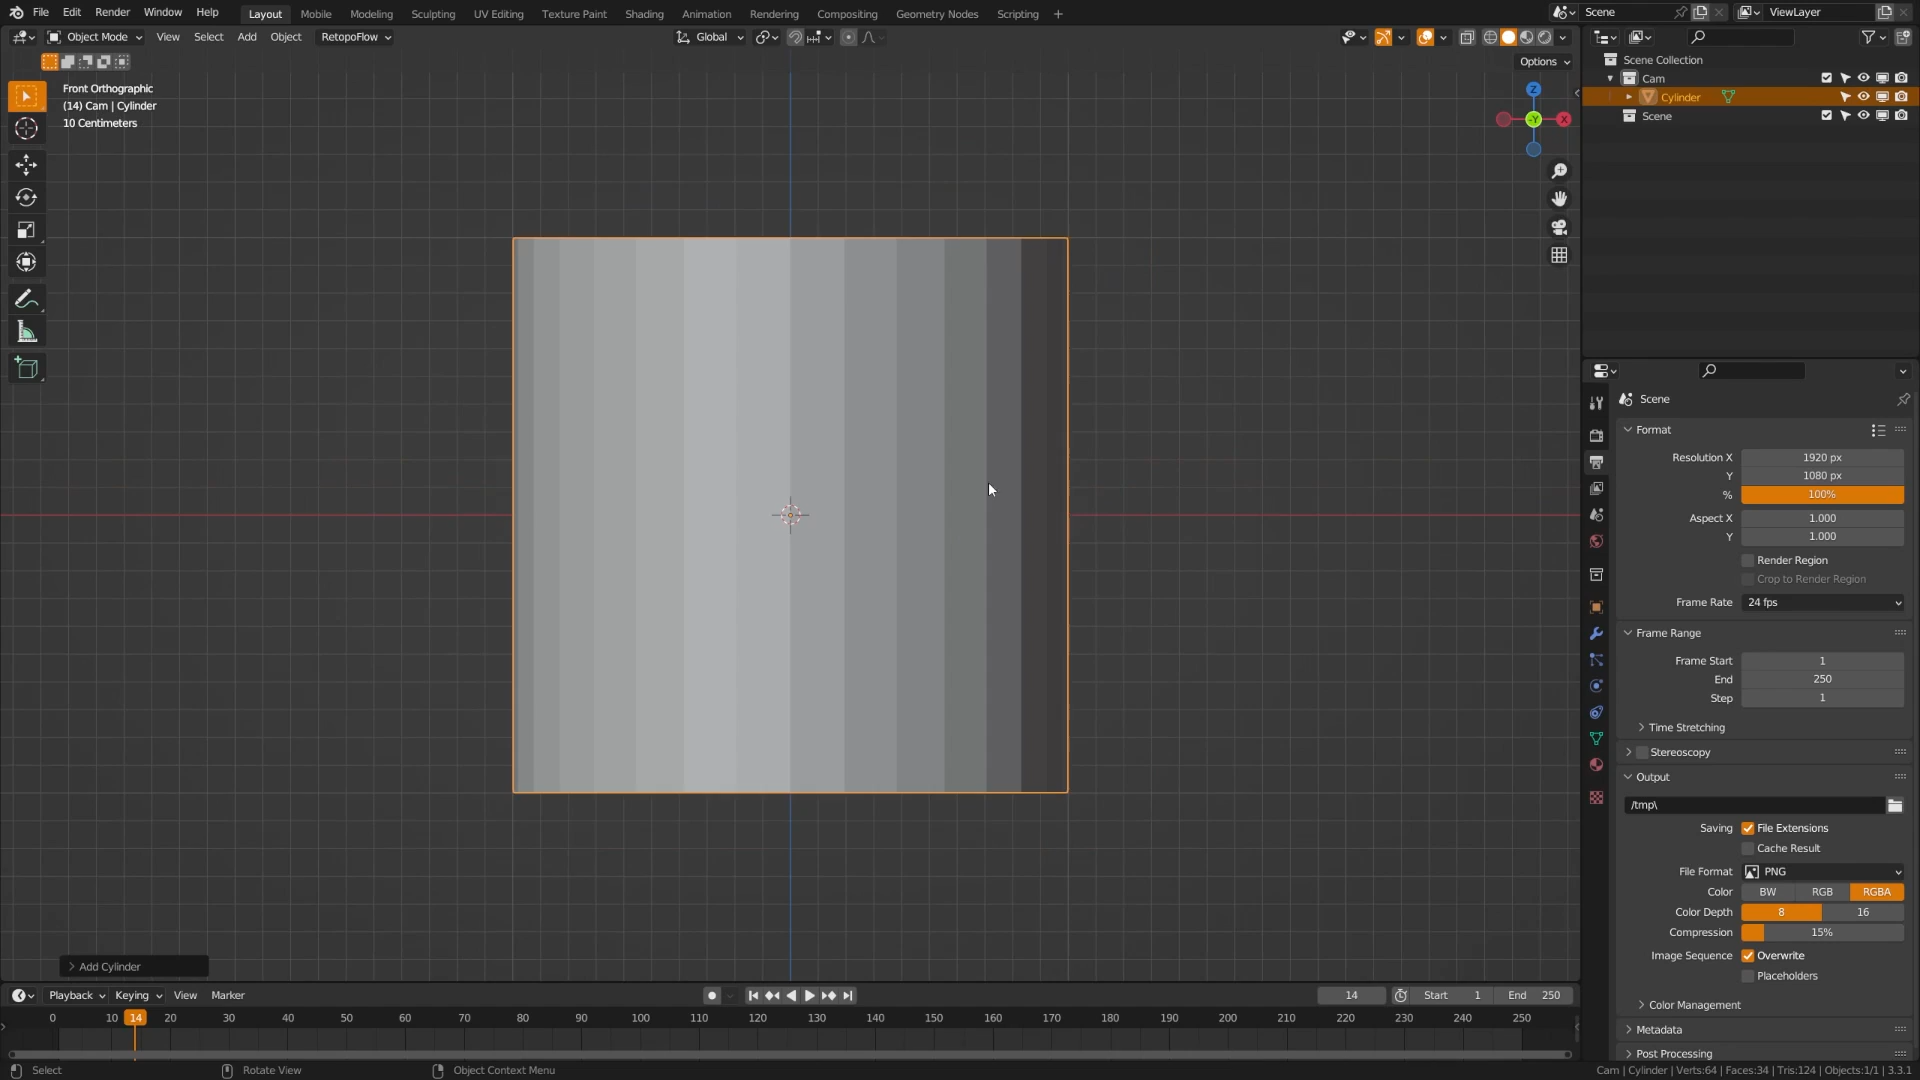 File Edit Render Window Help Layout Mobile Modeling Sculpting UV Editing Texture Paint Shading Animation Rendering Compositing Geometry Nodes Scripting + Scene ViewLayer
Object Mode View Select Add Object RetopoFlow Global
Options
Front Orthographic
(14) Cam | Cylinder
10 Centimeters
Z
-Y
X
Add Cylinder
Scene Collection
Cam
Cylinder
Scene
Scene
Format
Resolution X 1920 px
Y 1080 px
% 100%
Aspect X 1.000
Y 1.000
Render Region
Crop to Render Region
Frame Rate 24 fps
Frame Range
Frame Start 1
End 250
Step 1
Time Stretching
Stereoscopy
Output
/tmp\
Saving File Extensions
Cache Result
File Format PNG
Color BW RGB RGBA
Color Depth 8 16
Compression 15%
Image Sequence Overwrite
Placeholders
Color Management
Metadata
Post Processing
Playback Keying View Marker 14 Start 1 End 250
0 10 14 20 30 40 50 60 70 80 90 100 110 120 130 140 150 160 170 180 190 200 210 220 230 240 250
Select Rotate View Object Context Menu Cam | Cylinder | Verts:64 | Faces:34 | Tris:124 | Objects:1/1 | 3.3.1